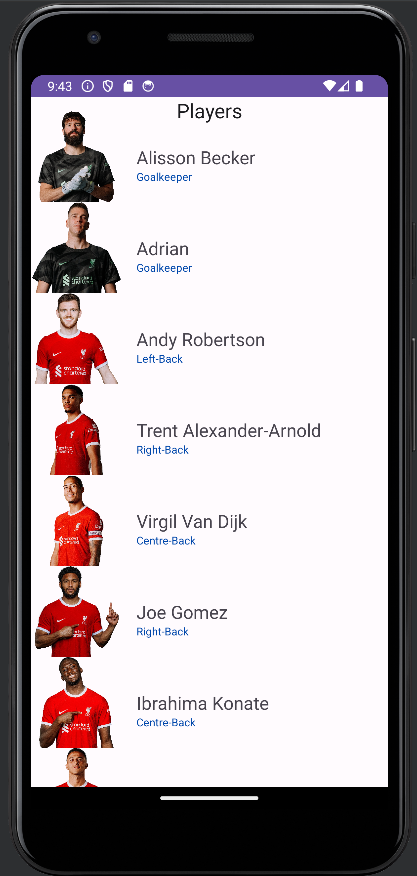 9:43
Players
Alisson Becker
Goalkeeper
Adrian
Goalkeeper
Andy Robertson
Left-Back
Trent Alexander-Arnold
Right-Back
Virgil Van Dijk
Centre-Back
Joe Gomez
Right-Back
Ibrahima Konate
Centre-Back